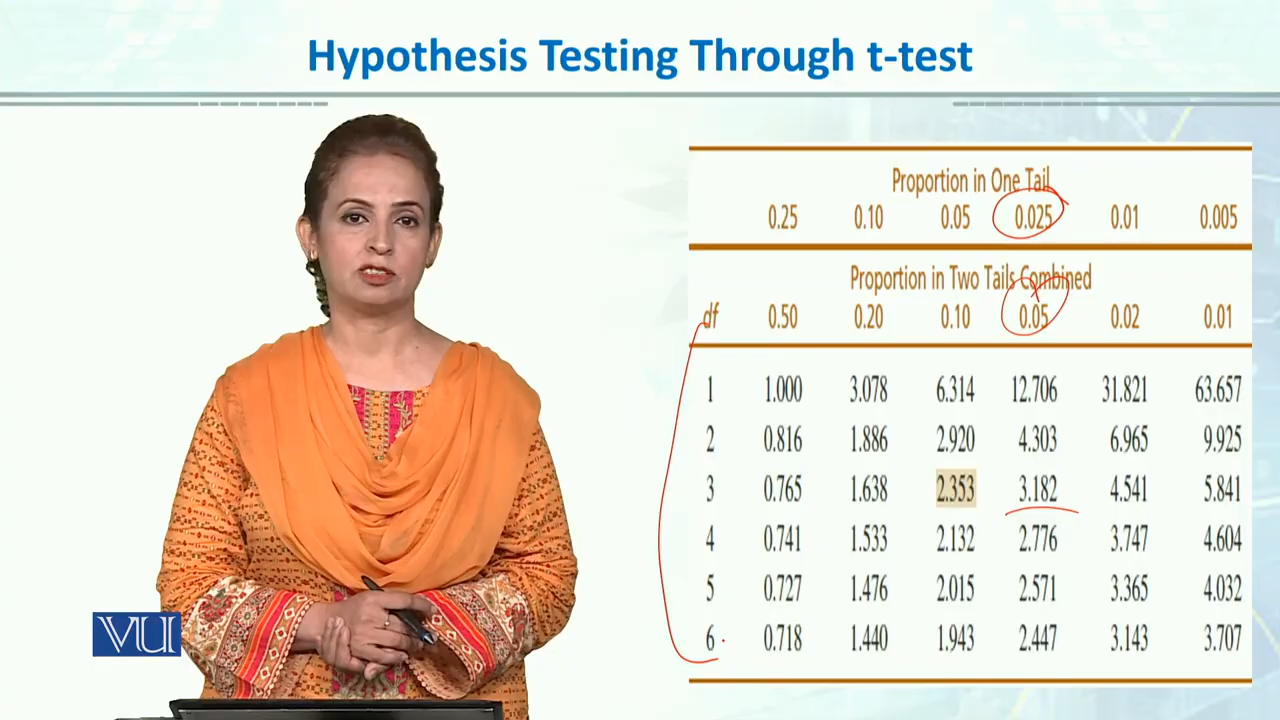 Hypothesis Testing Through t-test
Proportion in One Tail
0.25 0.10 0.05 0.025 0.01 0.005
Proportion in Two Tails Combined
df 0.50 0.20 0.10 0.05 0.02 0.01
1 1.000 3.078 6.314 12.706 31.821 63.657
2 0.816 1.886 2.920 4.303 6.965 9.925
3 0.765 1.638 2.353 3.182 4.541 5.841
4 0.741 1.533 2.132 2.776 3.747 4.604
5 0.727 1.476 2.015 2.571 3.365 4.032
6 0.718 1.440 1.943 2.447 3.143 3.707
VU